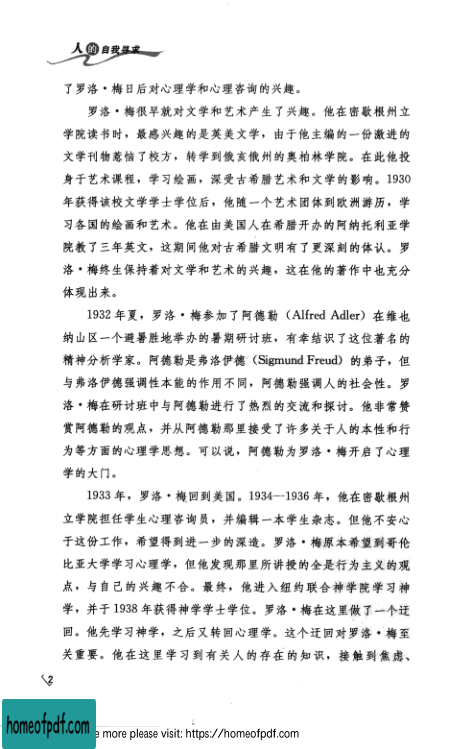 人的自我寻求
了罗洛·梅日后对心理学和心理咨询的兴趣。
罗洛·梅很早就对文学和艺术产生了兴趣。他在密歇根州立
学院读书时，最感兴趣的是英美文学，由于他主编的一份激进的
文学刊物惹恼了校方，转学到俄亥俄州的奥柏林学院。在此他投
身于艺术课程，学习绘画，深受古希腊艺术和文学的影响。1930
年获得该校文学学士学位后，他随一个艺术团体到欧洲游历，学
习各国的绘画和艺术。他在由美国人在希腊开办的阿纳托利亚学
院教了三年英文，这期间他对古希腊文明有了更深刻的体认。罗
洛·梅终生保持着对文学和艺术的兴趣，这在他的著作中也充分
体现出来。
1932 年夏，罗洛·梅参加了阿德勒（Alfred Adler）在维也
纳山区一个避暑胜地举办的暑期研讨班，有幸结识了这位著名的
精神分析学家。阿德勒是弗洛伊德（Sigmund Freud）的弟子，但
与弗洛伊德强调性本能的作用不同，阿德勒强调人的社会性。罗
洛·梅在研讨班中与阿德勒进行了热烈的交流和探讨。他非常赞
赏阿德勒的观点，并从阿德勒那里接受了许多关于人的本性和行
为等方面的心理学思想。可以说，阿德勒为罗洛·梅开启了心理
学的大门。
1933 年，罗洛·梅回到美国。1934—1936 年，他在密歇根州
立学院担任学生心理咨询员，并编辑一本学生杂志。但他不安心
于这份工作，希望得到进一步的深造。罗洛·梅原本希望到哥伦
比亚大学学习心理学，但他发现那里所讲授的全是行为主义的观
点，与自己的兴趣不合。最终，他进入纽约联合神学院学习神
学，并于 1938 年获得神学学士学位。罗洛·梅在这里做了一个迂
回。他先学习神学，之后又转回心理学。这个迂回对罗洛·梅至
关重要。他在这里学习到有关人的存在的知识，接触到焦虑、
2
homeofpdf.com
e more please visit: https://homeofpdf.com